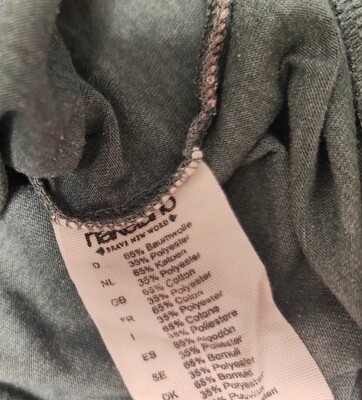 naketano
BRAVE NEW WORLD
D 65% Baumwolle
35% Polyester
NL 65% Katoen
35% Polyester
GB 65% Cotton
35% Polyester
FR 65% Coton
35% Polyester
I 65% Cotone
35% Poliestere
ES 65% Algodón
35% Poliester
SE 65% Bomull
35% Polyester
DK 65% Bomuld
35% Polyester